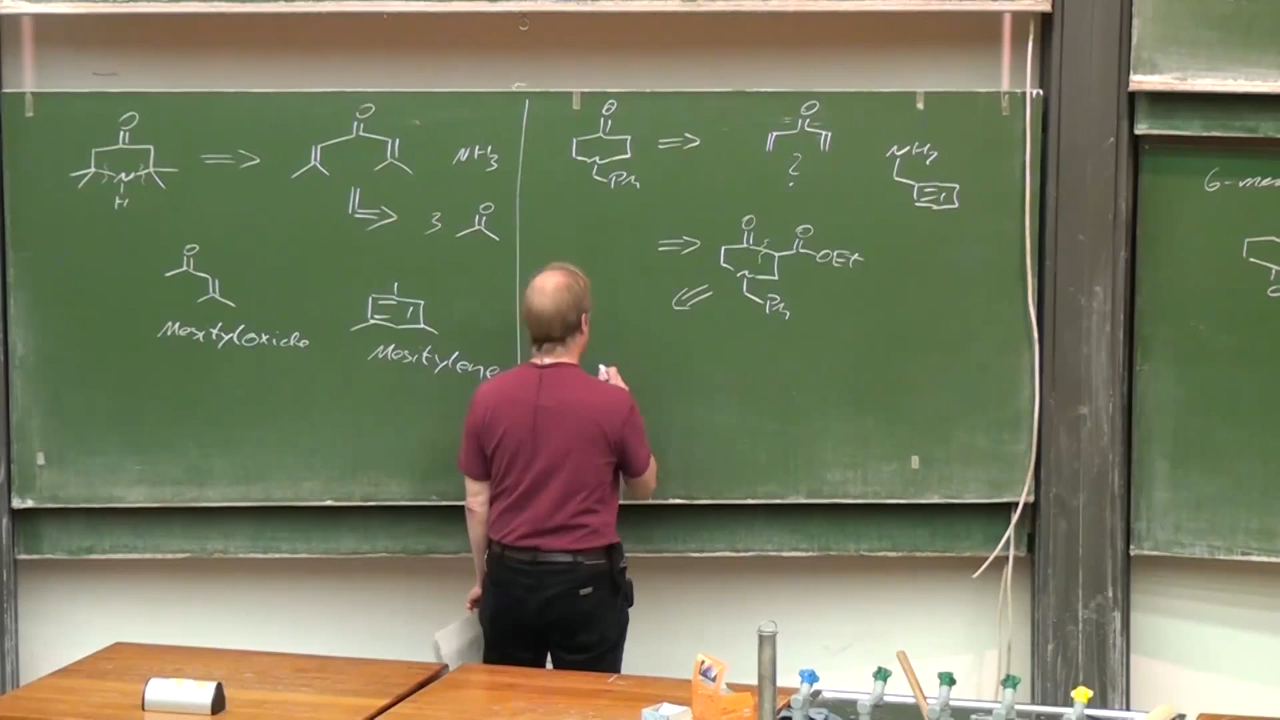 O
N
H
O
NH3
3
O
O
Mesityloxide
Mesitylene
O
N
Ph
O
?
NH2
O
O
OEt
N
Ph
6-me